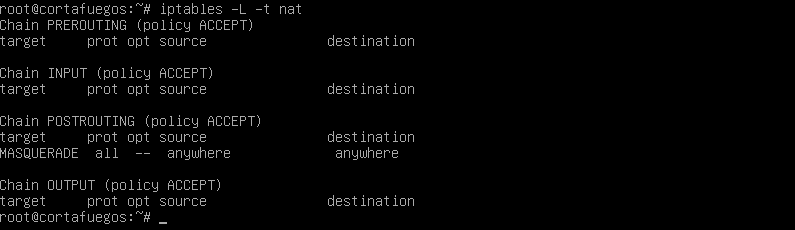 root@cortafuegos:~# iptables -L -t nat
Chain PREROUTING (policy ACCEPT)
target     prot opt source               destination

Chain INPUT (policy ACCEPT)
target     prot opt source               destination

Chain POSTROUTING (policy ACCEPT)
target     prot opt source               destination
MASQUERADE  all  --  anywhere             anywhere

Chain OUTPUT (policy ACCEPT)
target     prot opt source               destination
root@cortafuegos:~# _